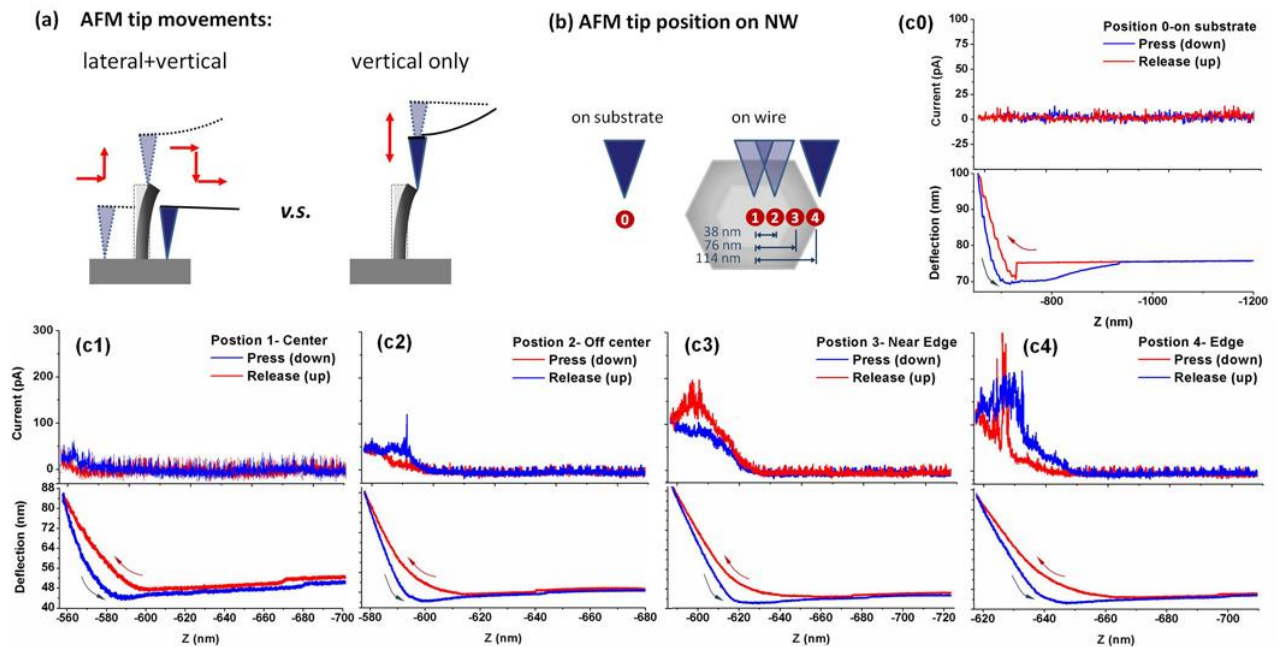 (a) AFM tip movements:
lateral+vertical
vertical only
v.s.
(b) AFM tip position on NW
on substrate
on wire
0
1 2 3 4
38 nm
76 nm
114 nm
(c0)
Position 0-on substrate
Press (down)
Release (up)
Current (pA)
100
75
50
25
0
-25
-50
-75
Deflection (nm)
100
90
80
70
-800 -1000 -1200
Z (nm)
(c1)
Postion 1- Center
Press (down)
Release (up)
Current (pA)
300
200
100
0
Deflection (nm)
88
80
72
64
56
48
40
-560 -580 -600 -620 -640 -660 -680 -700
Z (nm)
(c2)
Postion 2- Off center
Press (down)
Release (up)
-580 -600 -620 -640 -660 -680
Z (nm)
(c3)
Postion 3- Near Edge
Press (down)
Release (up)
-600 -620 -640 -660 -680 -700 -720
Z (nm)
(c4)
Postion 4- Edge
Press (down)
Release (up)
-620 -640 -660 -680 -700
Z (nm)